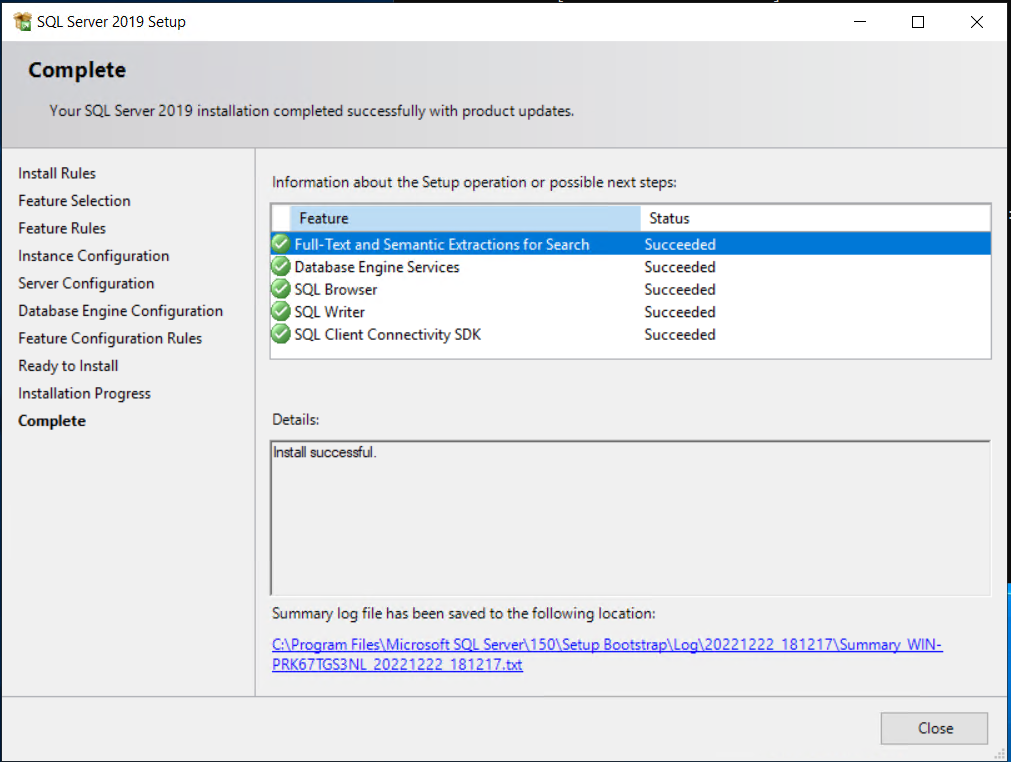 SQL Server 2019 Setup
Complete
Your SQL Server 2019 installation completed successfully with product updates.
Install Rules
Feature Selection
Feature Rules
Instance Configuration
Server Configuration
Database Engine Configuration
Feature Configuration Rules
Ready to Install
Installation Progress
Complete
Information about the Setup operation or possible next steps:
Feature Status
Full-Text and Semantic Extractions for Search Succeeded
Database Engine Services Succeeded
SQL Browser Succeeded
SQL Writer Succeeded
SQL Client Connectivity SDK Succeeded
Details:
Install successful.
Summary log file has been saved to the following location:
C:\Program Files\Microsoft SQL Server\150\Setup Bootstrap\Log\20221222_181217\Summary_WIN-
PRK67TGS3NL_20221222_181217.txt
Close